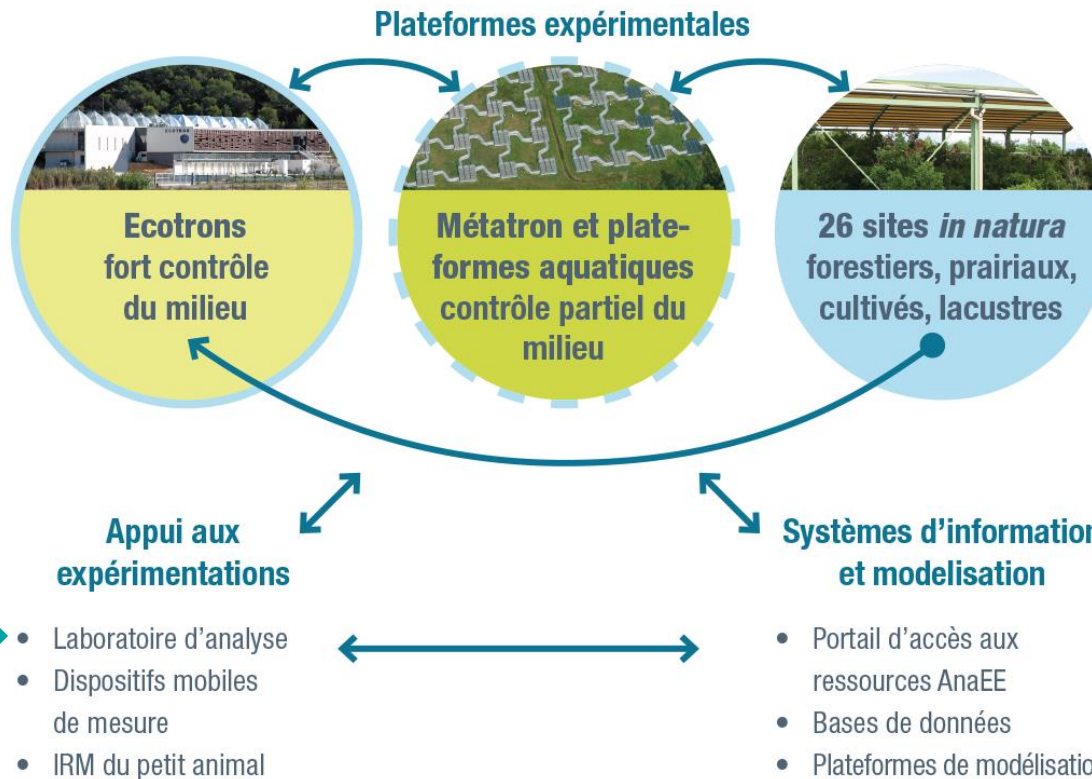 Plateformes expérimentales
ECOTRON
Ecotrons
fort contrôle
du milieu
Métatron et plate-
formes aquatiques
contrôle partiel du
milieu
26 sites in natura
forestiers, prairiaux,
cultivés, lacustres
Appui aux
expérimentations
• Laboratoire d’analyse
• Dispositifs mobiles
de mesure
• IRM du petit animal
Systèmes d’information
et modelisation
• Portail d’accès aux
ressources AnaEE
• Bases de données
• Plateformes de modélisation